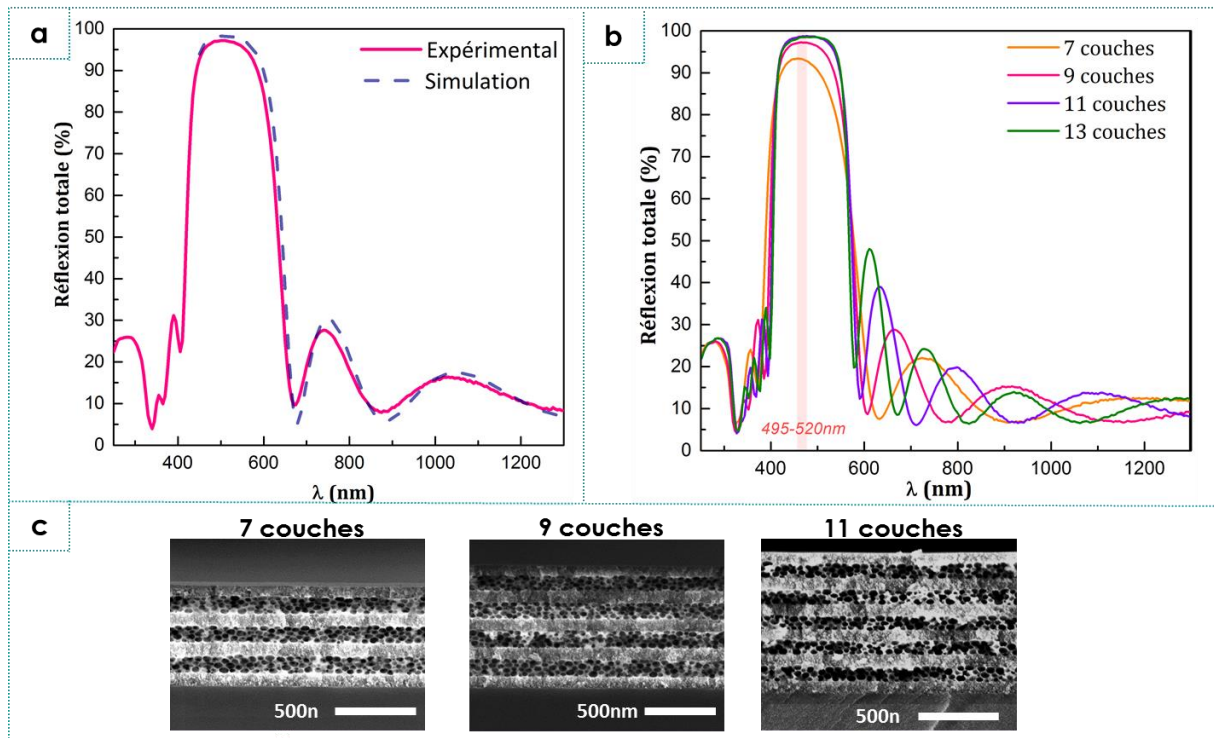 a
Réflexion totale (%)
100
90
80
70
60
50
40
30
20
10
0
Expérimental
Simulation
400 600 800 1000 1200
λ (nm)
b
Réflexion totale (%)
100
90
80
70
60
50
40
30
20
10
0
7 couches
9 couches
11 couches
13 couches
495-520nm
400 600 800 1000 1200
λ (nm)
c
7 couches
9 couches
11 couches
500n
500nm
500n